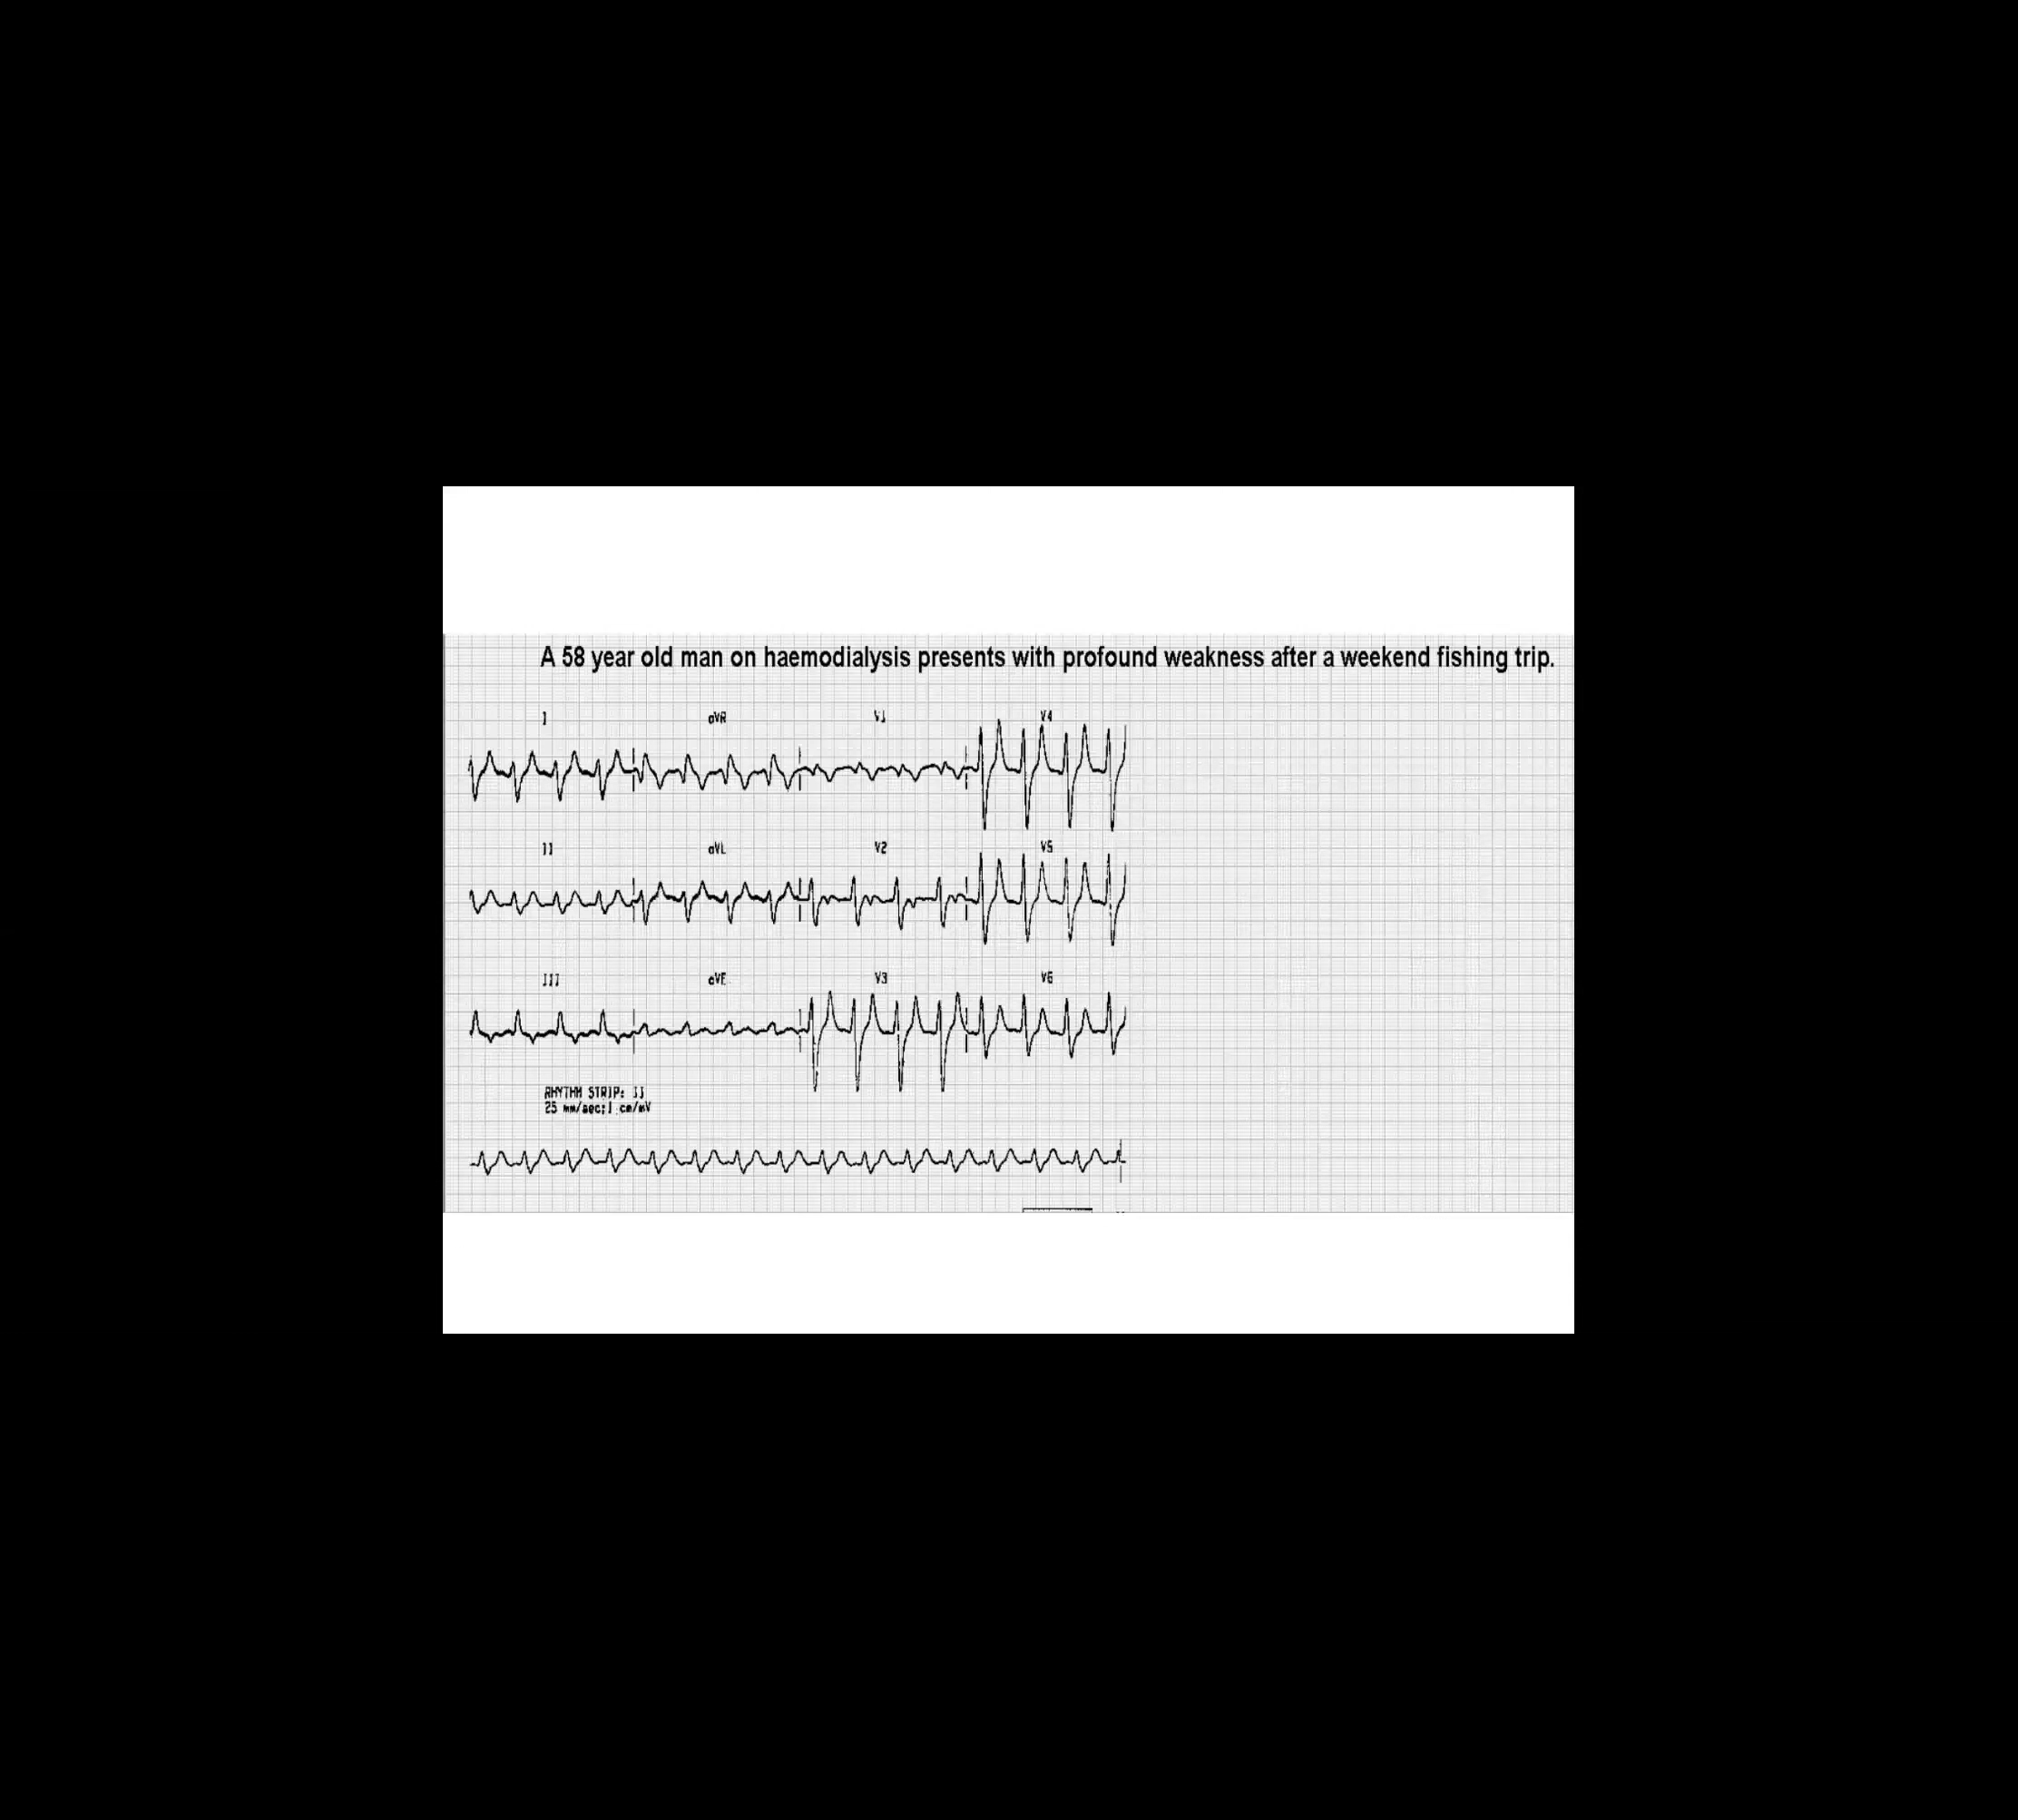 A 58 year old man on haemodialysis presents with profound weakness after a weekend fishing trip.
I aVR V1 V4
II aVL V2 V5
III aVF V3 V6
RHYTHM STRIP: II
25 mm/sec; 1 cm/mV